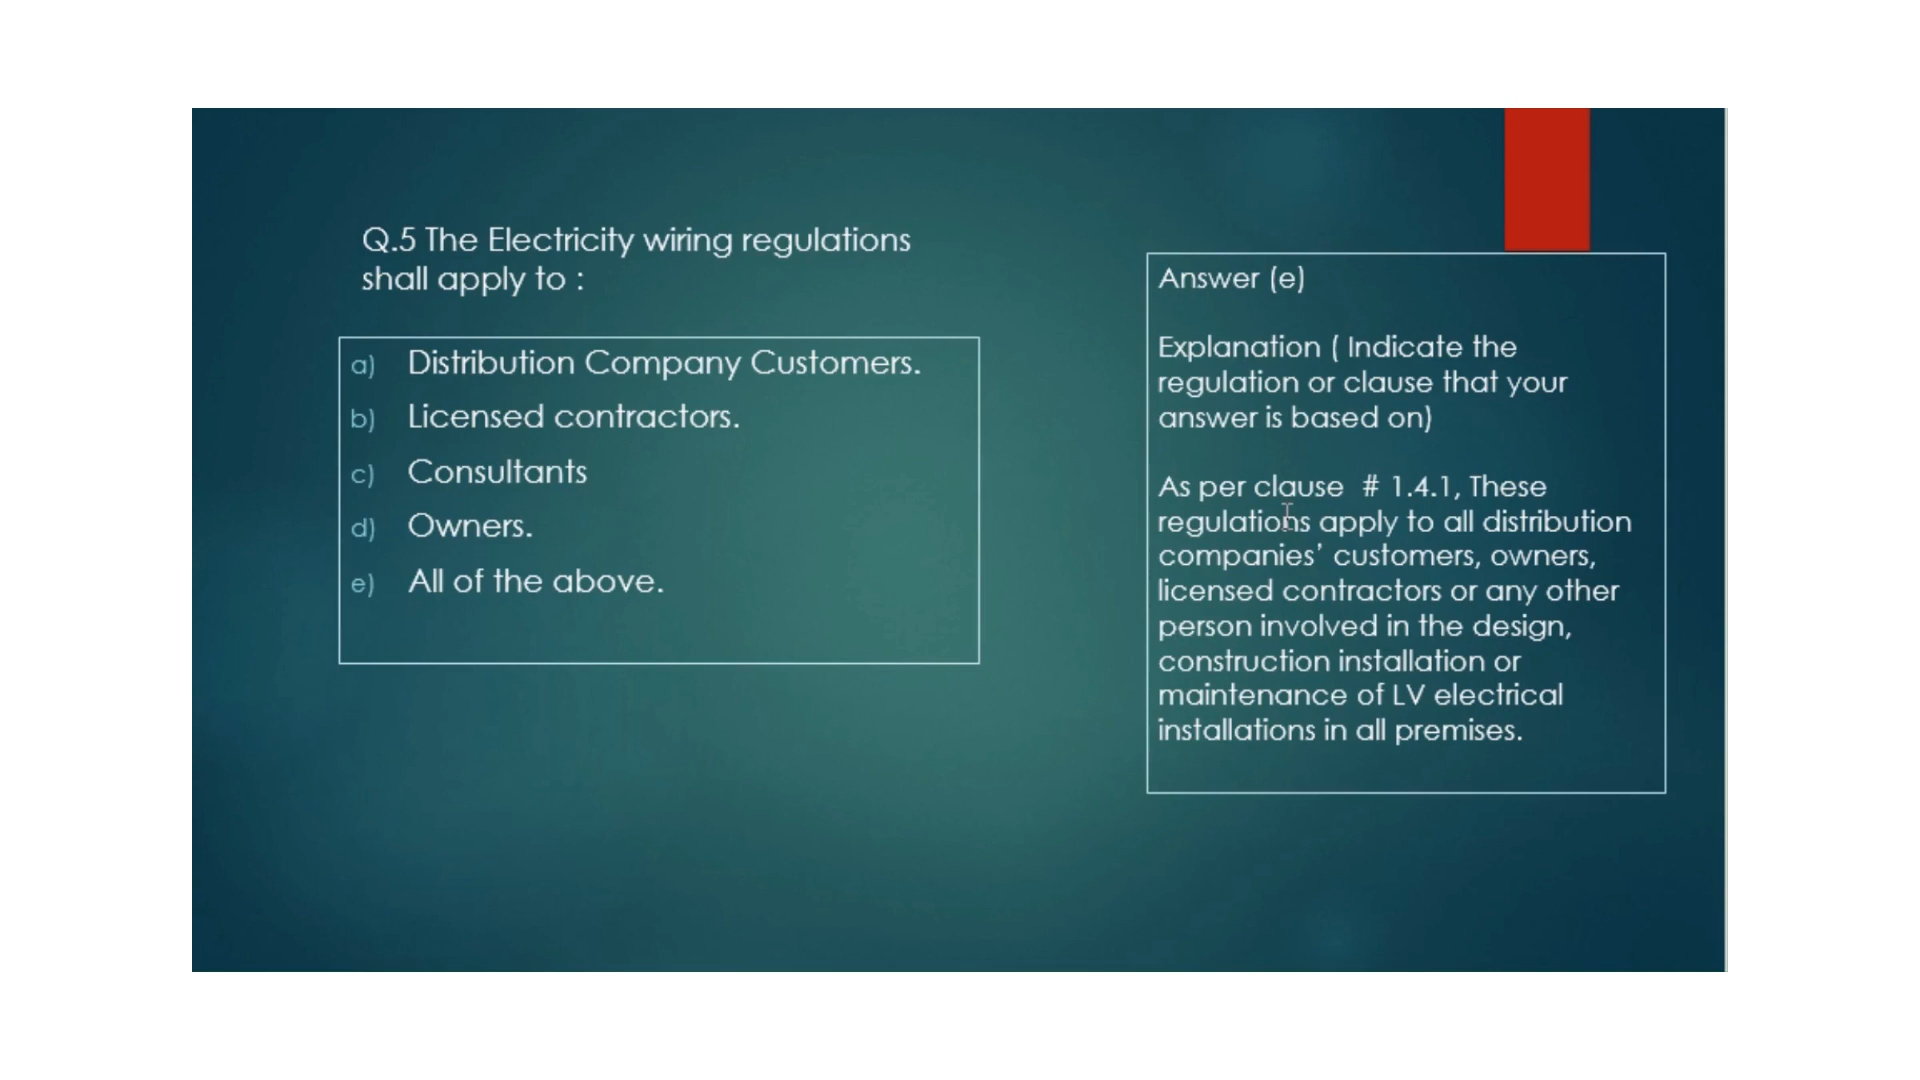 Q.5 The Electricity wiring regulations
shall apply to :
a) Distribution Company Customers.
b) Licensed contractors.
c) Consultants
d) Owners.
e) All of the above.
Answer (e)
Explanation ( Indicate the
regulation or clause that your
answer is based on)
As per clause # 1.4.1, These
regulations apply to all distribution
companies’ customers, owners,
licensed contractors or any other
person involved in the design,
construction installation or
maintenance of LV electrical
installations in all premises.